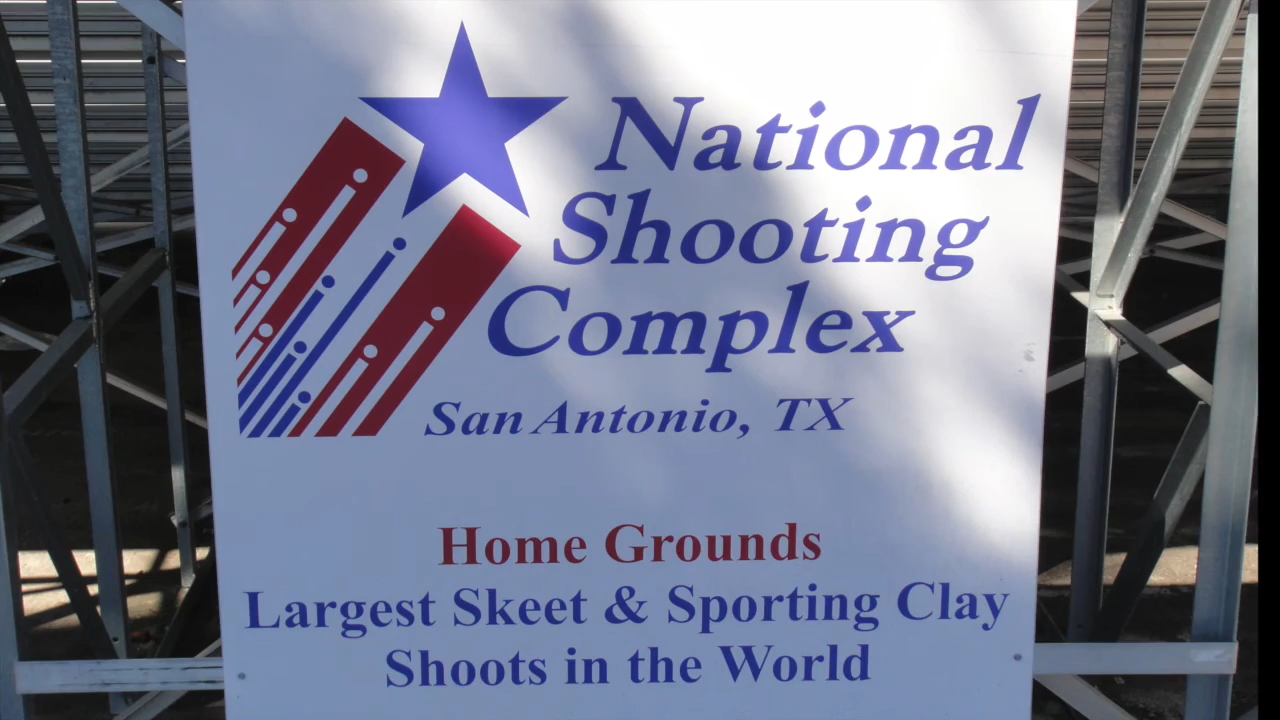 National
Shooting
Complex
San Antonio, TX
Home Grounds
Largest Skeet & Sporting Clay
Shoots in the World